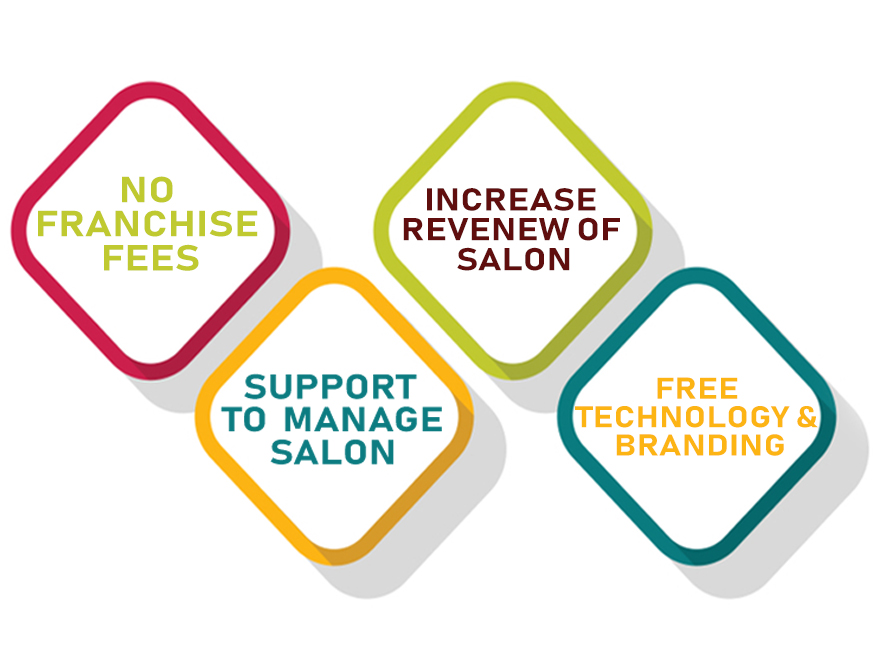 NO
FRANCHISE
FEES
INCREASE
REVENEW OF
SALON
SUPPORT
TO MANAGE
SALON
FREE
TECHNOLOGY &
BRANDING